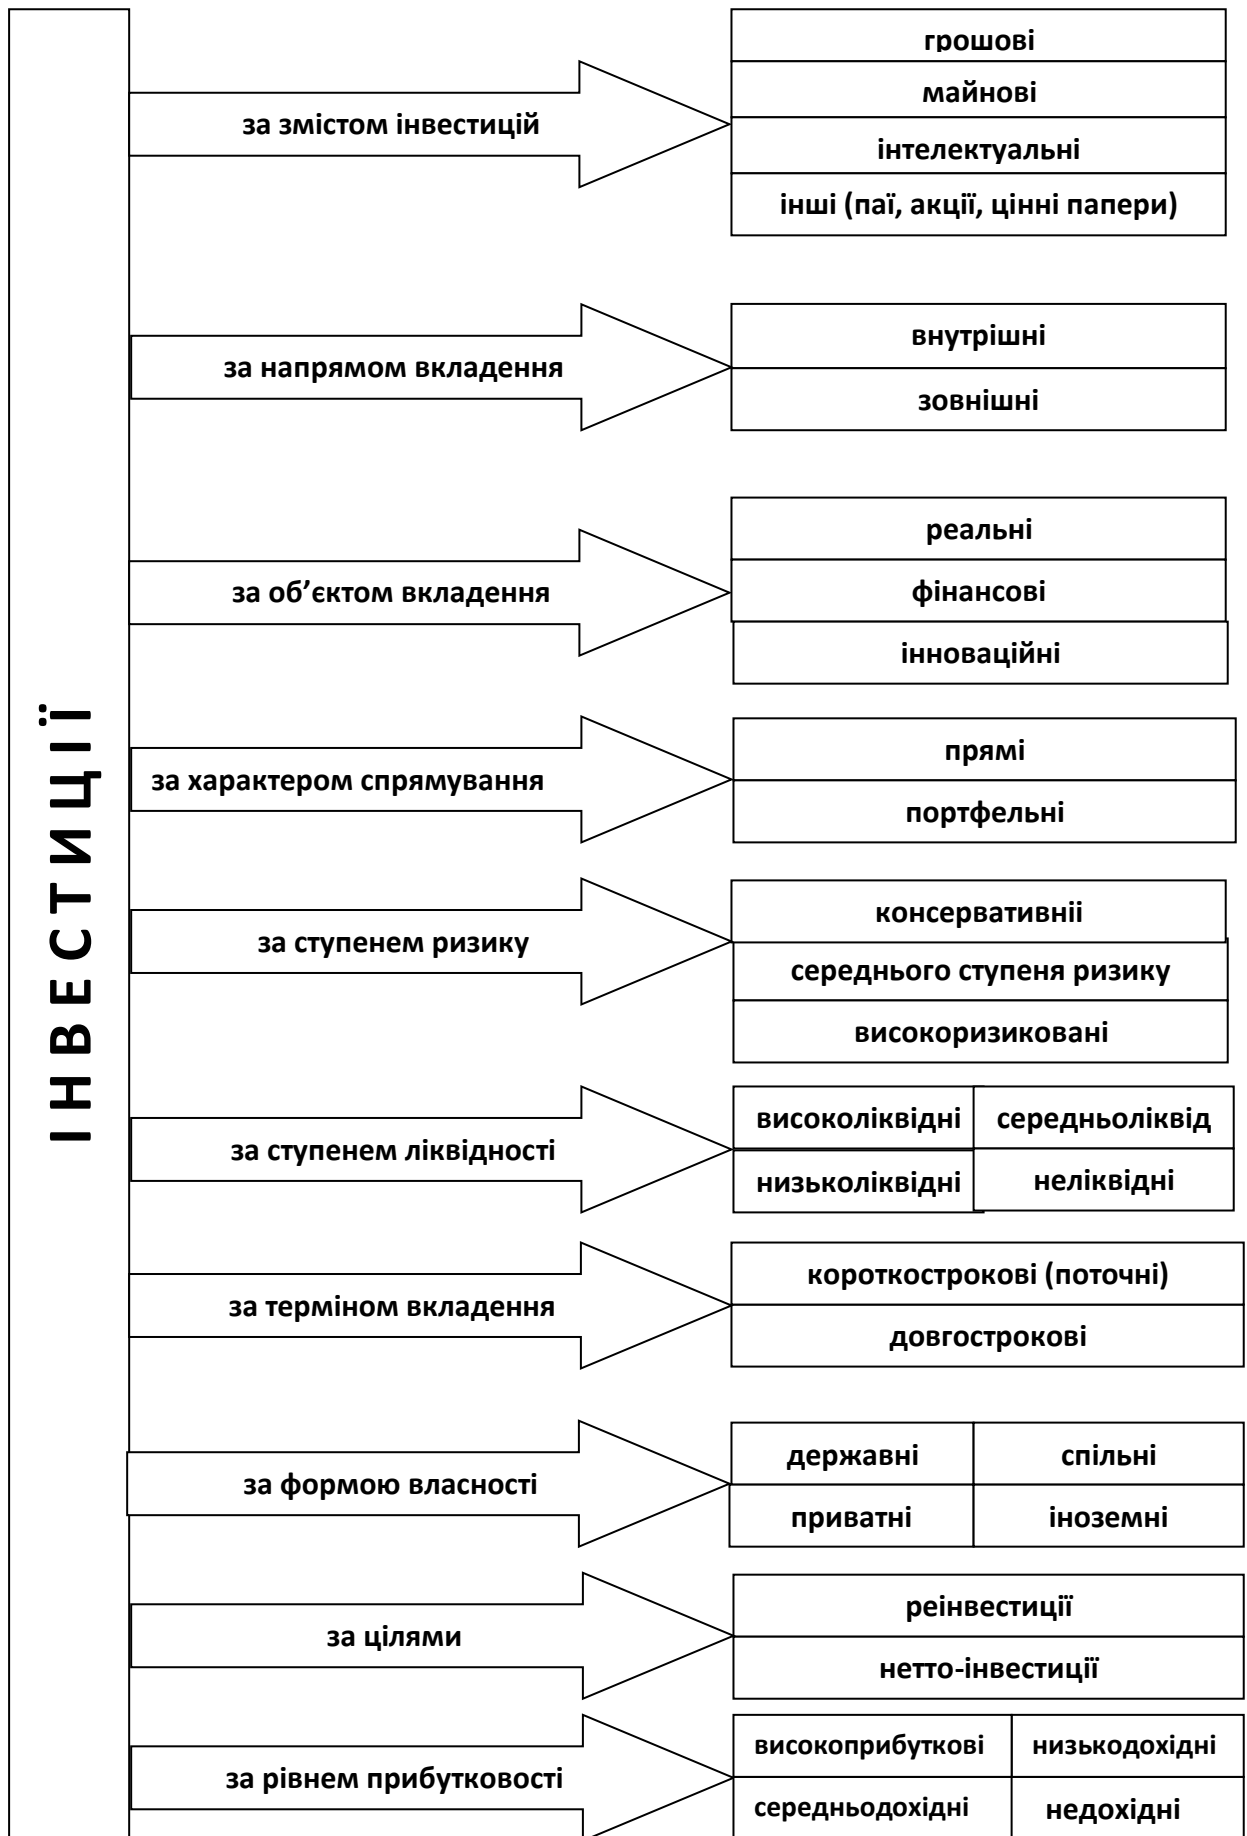 ІНВЕСТИЦІЇ
за змістом інвестицій
грошові
майнові
інтелектуальні
інші (паї, акції, цінні папери)
за напрямом вкладення
внутрішні
зовнішні
за об’єктом вкладення
реальні
фінансові
інноваційні
за характером спрямування
прямі
портфельні
за ступенем ризику
консервативніі
середнього ступеня ризику
високоризиковані
за ступенем ліквідності
високоліквідні середньоліквід
низьколіквідні неліквідні
за терміном вкладення
короткострокові (поточні)
довгострокові
за формою власності
державні спільні
приватні іноземні
за цілями
реінвестиції
нетто-інвестиції
за рівнем прибутковості
високоприбуткові низькодохідні
середньодохідні недохідні